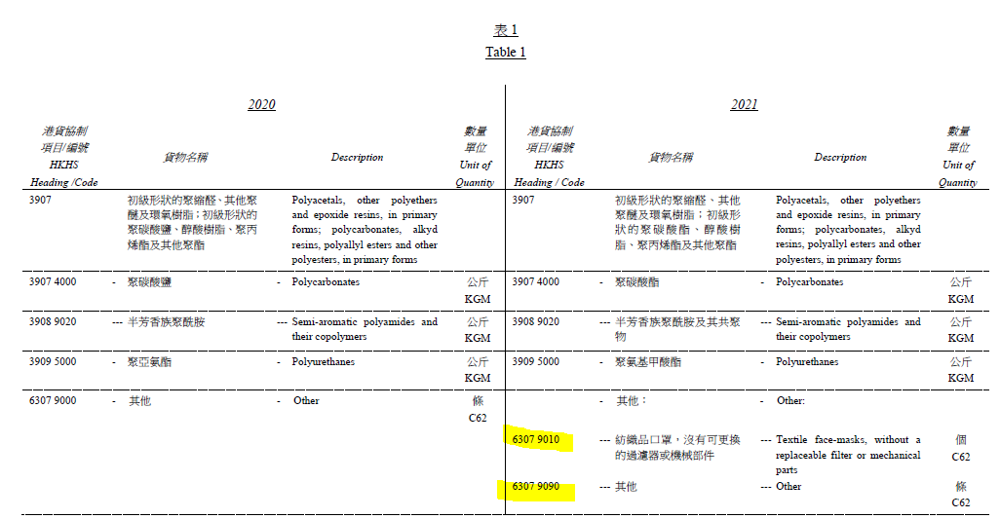 表1
Table 1
2020
港貨協制
項目/編號
HKHS
Heading /Code
貨物名稱
Description
數量
單位
Unit of
Quantity
3907
初級形狀的聚縮醛、其他聚
醚及環氧樹脂；初級形狀的
聚碳酸鹽、醇酸樹脂、聚丙
烯酯及其他聚酯
Polyacetals, other polyethers
and epoxide resins, in primary
forms; polycarbonates, alkyd
resins, polyallyl esters and other
polyesters, in primary forms
3907 4000
- 聚碳酸鹽
- Polycarbonates
公斤
KGM
3908 9020
--- 半芳香族聚酰胺
--- Semi-aromatic polyamides and
their copolymers
公斤
KGM
3909 5000
- 聚亞氨酯
- Polyurethanes
公斤
KGM
6307 9000
- 其他
- Other
條
C62
2021
港貨協制
項目/編號
HKHS
Heading / Code
貨物名稱
Description
數量
單位
Unit of
Quantity
3907
初級形狀的聚縮醛、其他
聚醚及環氧樹脂；初級形
狀的聚碳酸酯、醇酸樹
脂、聚丙烯酯及其他聚酯
Polyacetals, other polyethers
and epoxide resins, in primary
forms; polycarbonates, alkyd
resins, polyallyl esters and other
polyesters, in primary forms
3907 4000
- 聚碳酸酯
- Polycarbonates
公斤
KGM
3908 9020
--- 半芳香族聚酰胺及其共聚
物
--- Semi-aromatic polyamides and
their copolymers
公斤
KGM
3909 5000
- 聚氨基甲酸酯
- Polyurethanes
公斤
KGM
- 其他：
- Other:
6307 9010
--- 紡織品口罩，沒有可更換
的過濾器或機械部件
--- Textile face-masks, without a
replaceable filter or mechanical
parts
個
C62
6307 9090
--- 其他
--- Other
條
C62